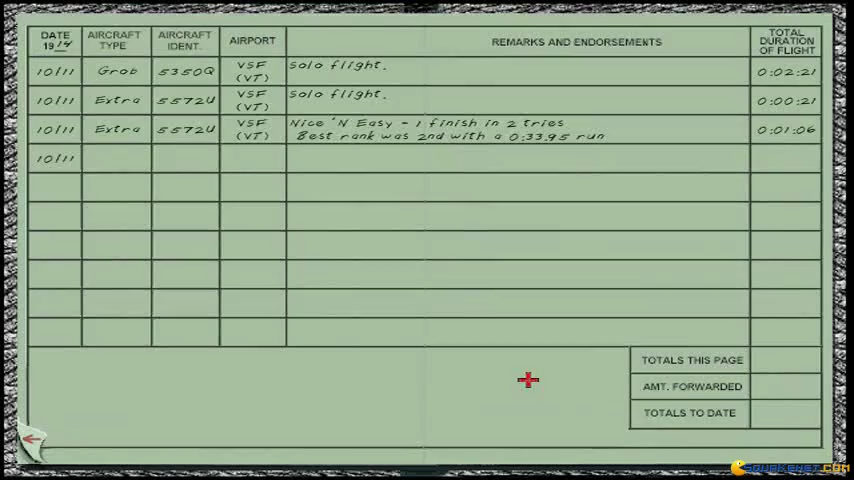 DATE AIRCRAFT TYPE AIRCRAFT IDENT. AIRPORT REMARKS AND ENDORSEMENTS TOTAL DURATION OF FLIGHT
19
10/11 Grob 5350Q VSF (VT) Solo flight. 0:02:21
10/11 Extra 5572U VSF (VT) Solo flight. 0:00:21
10/11 Extra 5572U VSF (VT) Nice 'N Easy - 1 finish in 2 tries 0:01:06
Best rank was 2nd with a 0:33.95 run
10/11
TOTALS THIS PAGE
AMT. FORWARDED
TOTALS TO DATE
SQUAKENET.COM